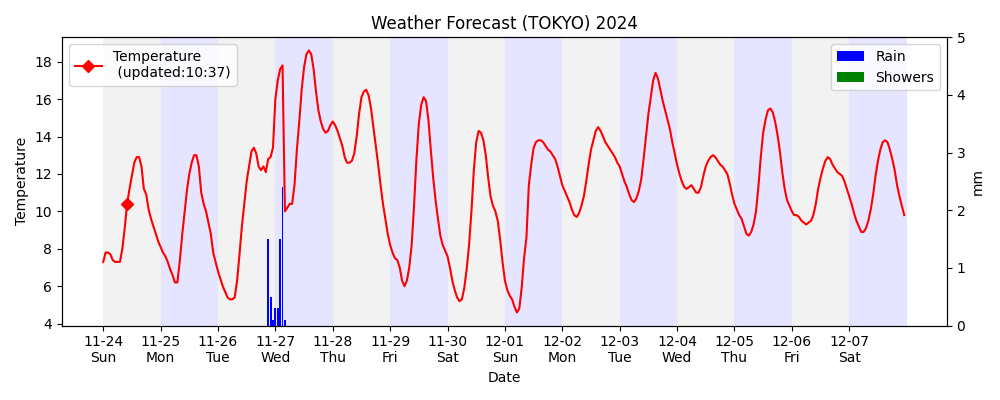 Weather Forecast (TOKYO) 2024
Temperature
(updated:10:37)
Rain
Showers
Temperature
18
16
14
12
10
8
6
4
5
4
3
2
1
0
mm
11-24 11-25 11-26 11-27 11-28 11-29 11-30 12-01 12-02 12-03 12-04 12-05 12-06 12-07
Sun Mon Tue Wed Thu Fri Sat Sun Mon Tue Wed Thu Fri Sat
Date